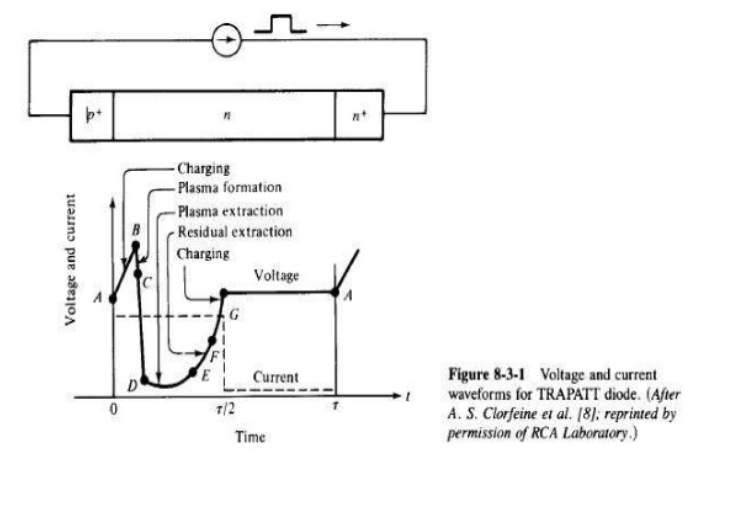 p+
n
n+
Charging
Plasma formation
Plasma extraction
Residual extraction
Charging
Voltage and current
B
C
A
Voltage
A
G
F
E
D
Current
0
τ/2
τ
t
Time
Figure 8-3-1 Voltage and current
waveforms for TRAPATT diode. (After
A. S. Clorfeine et al. [8]; reprinted by
permission of RCA Laboratory.)